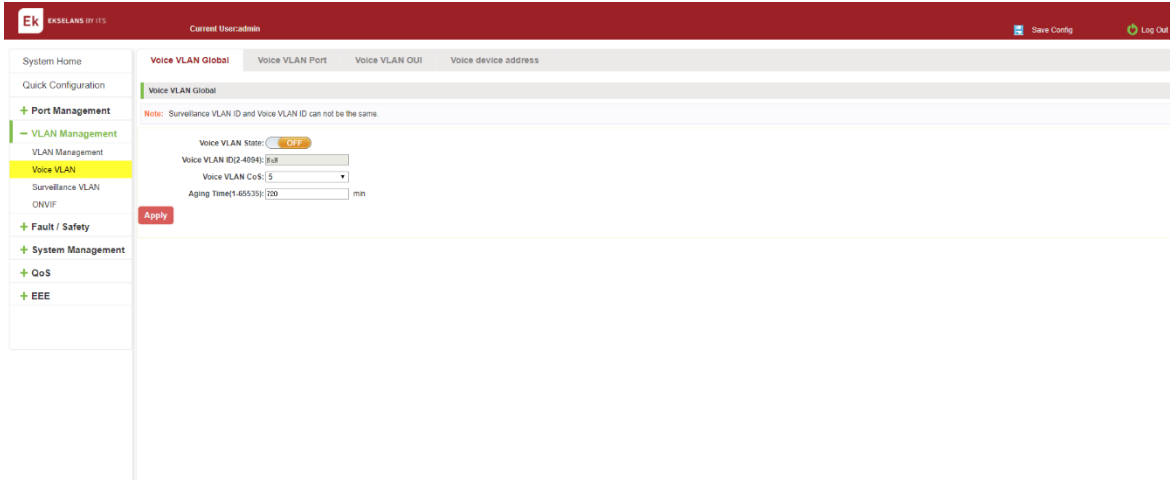 Ek EKSELANS BY ITS
Current User:admin
Save Config
Log Out
System Home
Quick Configuration
+ Port Management
− VLAN Management
VLAN Management
Voice VLAN
Surveillance VLAN
ONVIF
+ Fault / Safety
+ System Management
+ QoS
+ EEE
Voice VLAN Global Voice VLAN Port Voice VLAN OUI Voice device address
Voice VLAN Global
Note: Surveillance VLAN ID and Voice VLAN ID can not be the same.
Voice VLAN State: OFF
Voice VLAN ID(2-4094):
Voice VLAN CoS: 5
Aging Time(1-65535): 720 min
Apply